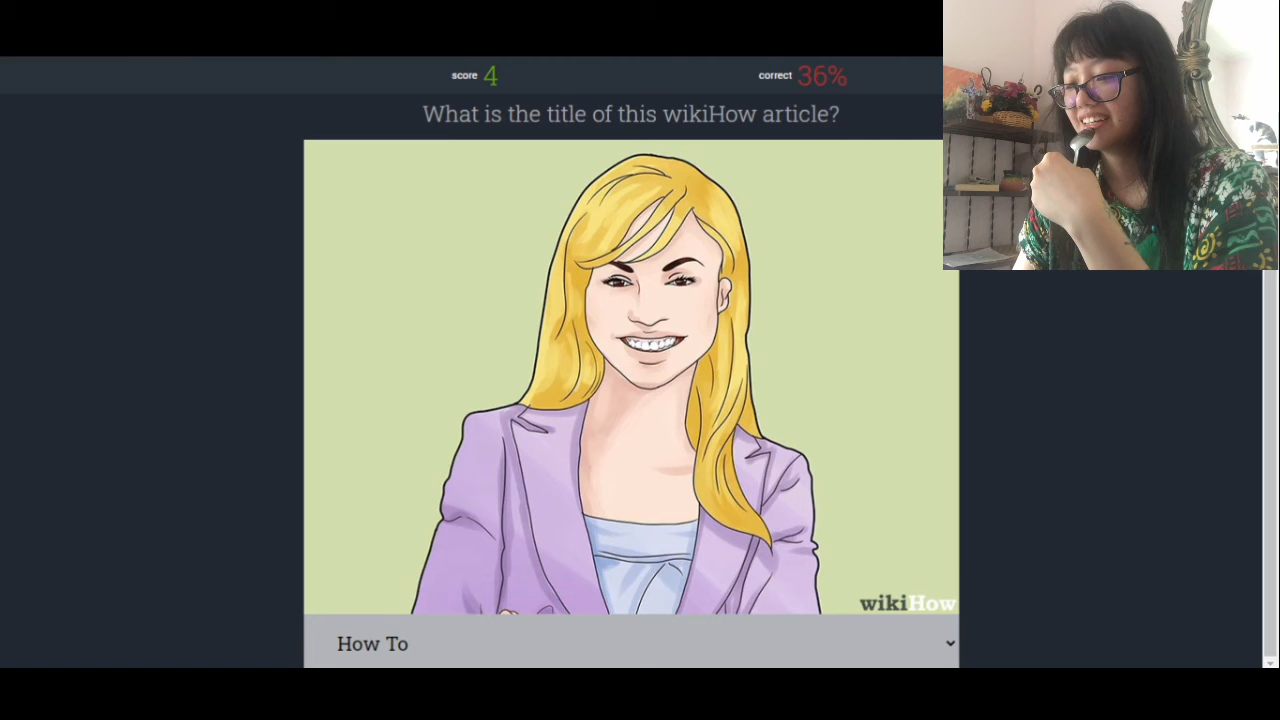 score 4 correct 36%
What is the title of this wikiHow article?
wikiHow
How To